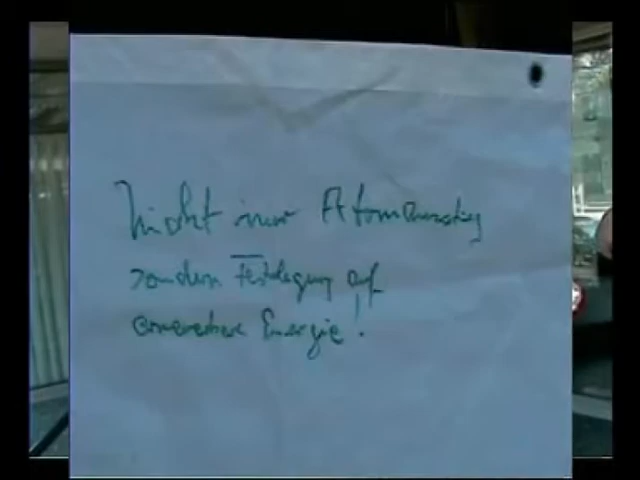 Nicht nur Atomausstieg
sondern Festlegung auf
erneuerbare Energie!